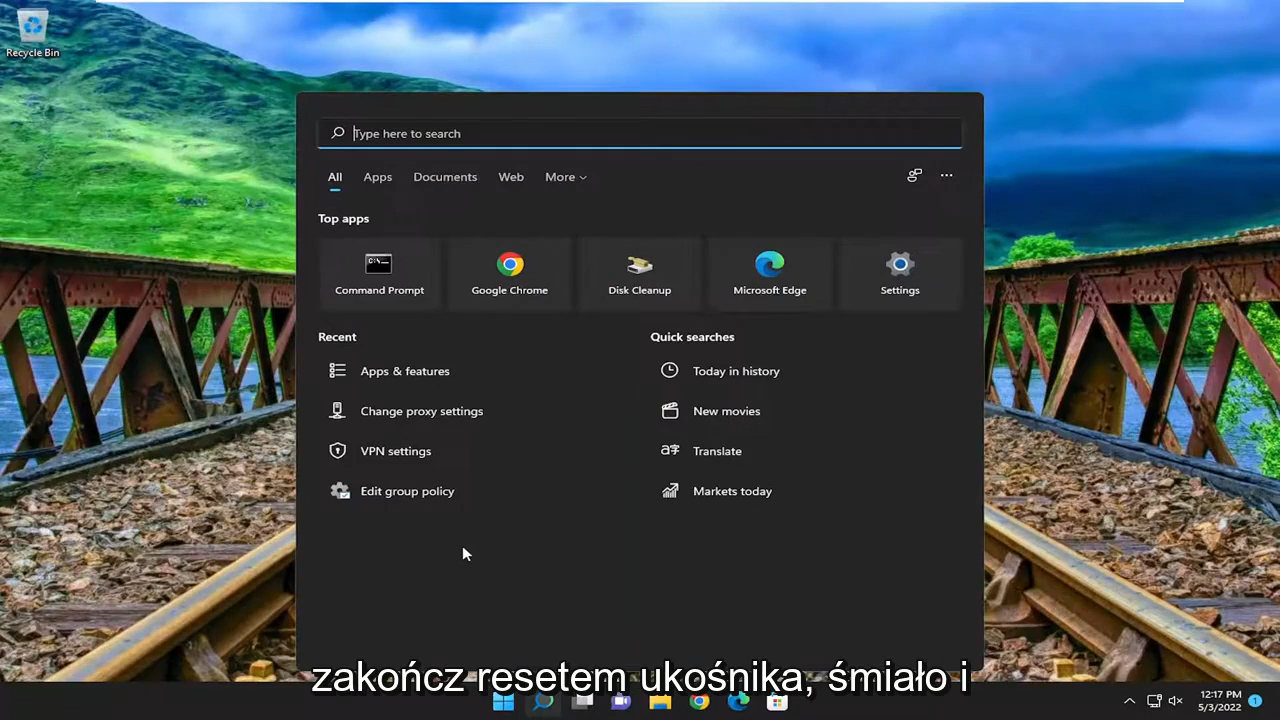 Recycle Bin
Type here to search
All Apps Documents Web More
Top apps
Command Prompt Google Chrome Disk Cleanup Microsoft Edge Settings
Recent Quick searches
Apps & features Today in history
Change proxy settings New movies
VPN settings Translate
Edit group policy Markets today
zakończ resetem ukośnika, śmiało i
12:17 PM
5/3/2022
1